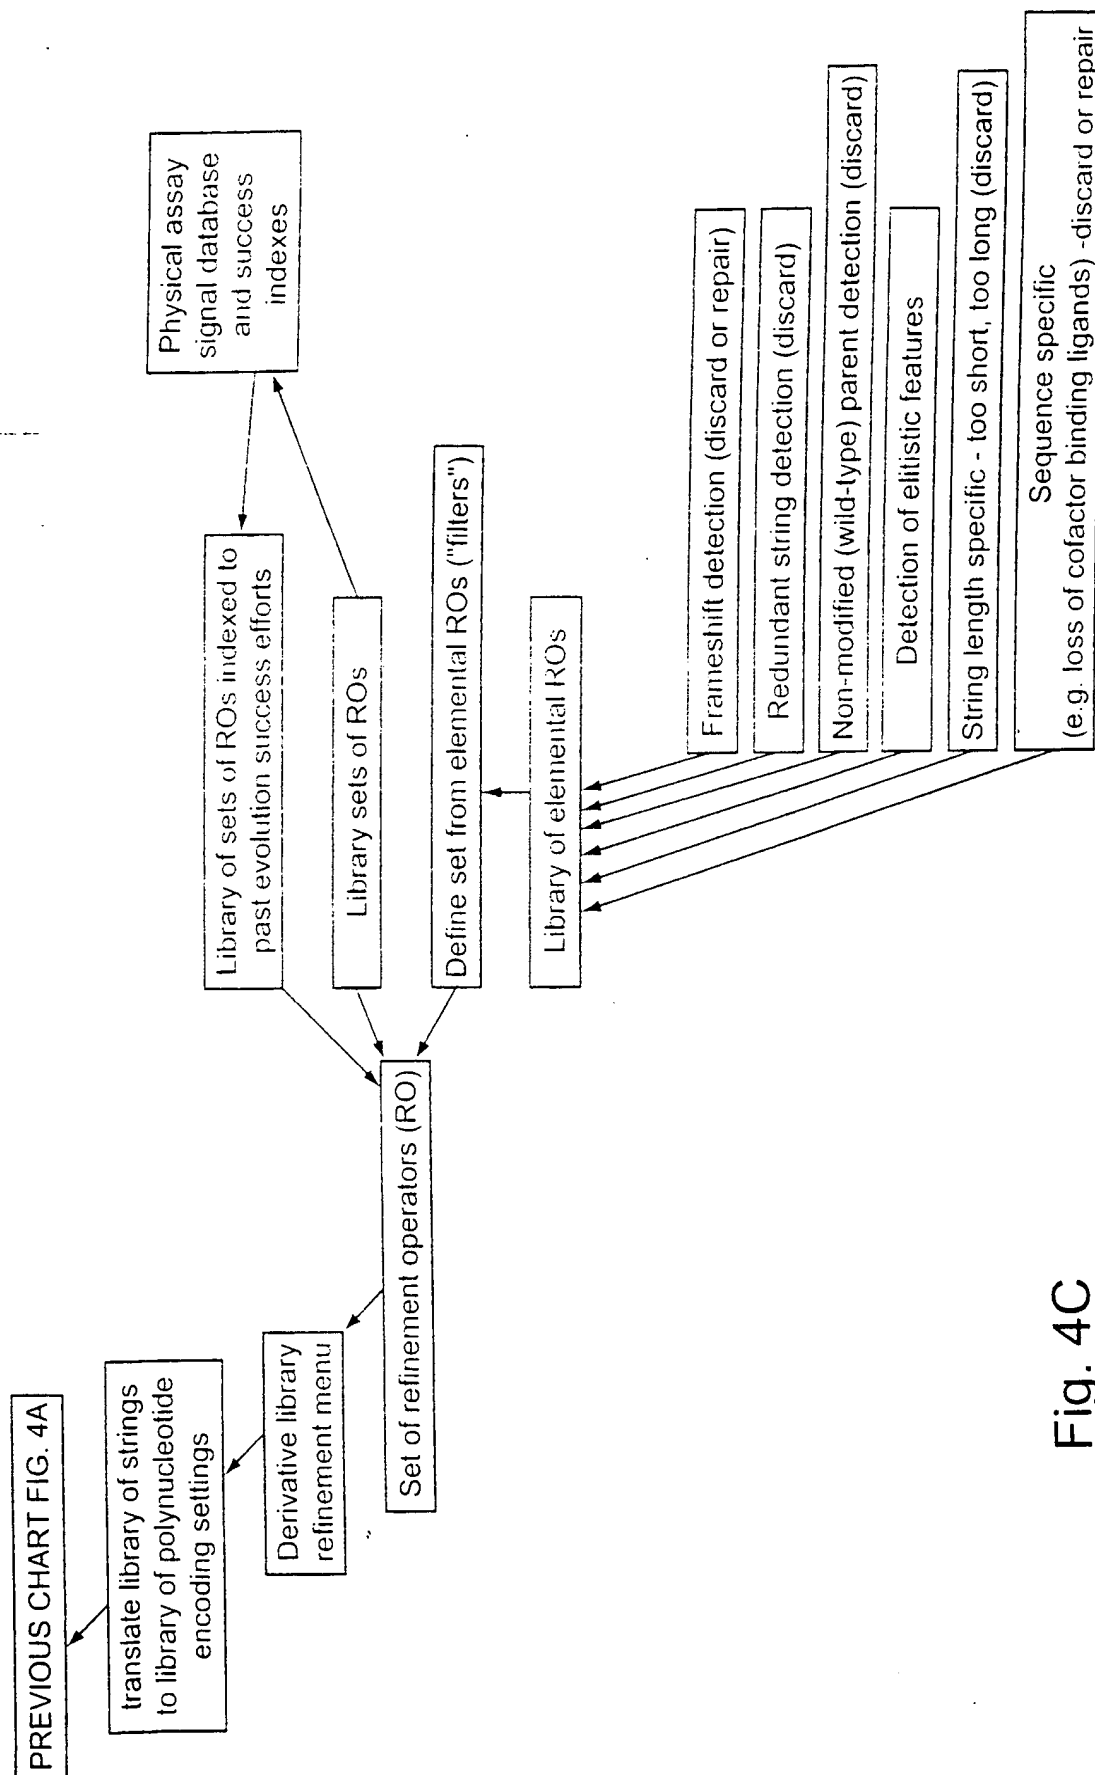 PREVIOUS CHART FIG. 4A
translate library of strings
to library of polynucleotide
encoding settings
Derivative library
refinement menu
Set of refinement operators (RO)
Library of sets of ROs indexed to
past evolution success efforts
Physical assay
signal database
and success
indexes
Library sets of ROs
Define set from elemental ROs ("filters")
Library of elemental ROs
Frameshift detection (discard or repair)
Redundant string detection (discard)
Non-modified (wild-type) parent detection (discard)
Detection of elitistic features
String length specific - too short, too long (discard)
Sequence specific
(e.g. loss of cofactor binding ligands) -discard or repair
Fig. 4C